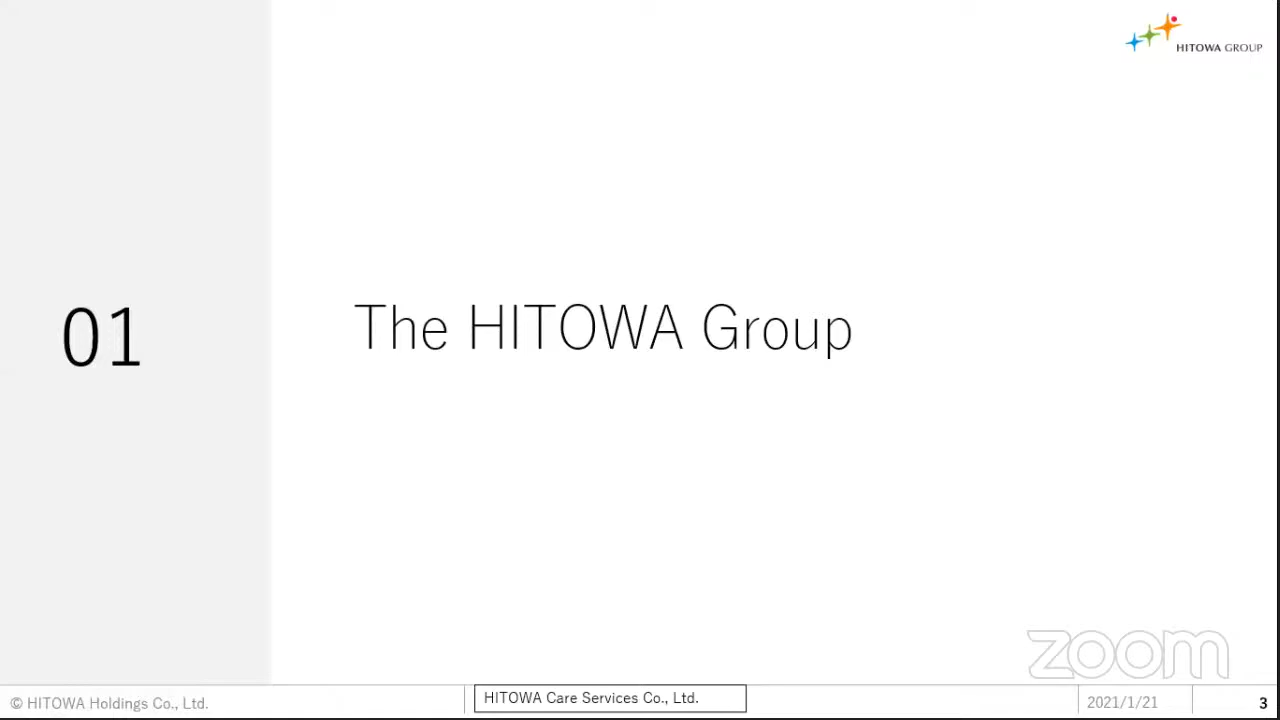 HITOWA GROUP
01
The HITOWA Group
zoom
© HITOWA Holdings Co., Ltd.
HITOWA Care Services Co., Ltd.
2021/1/21
3